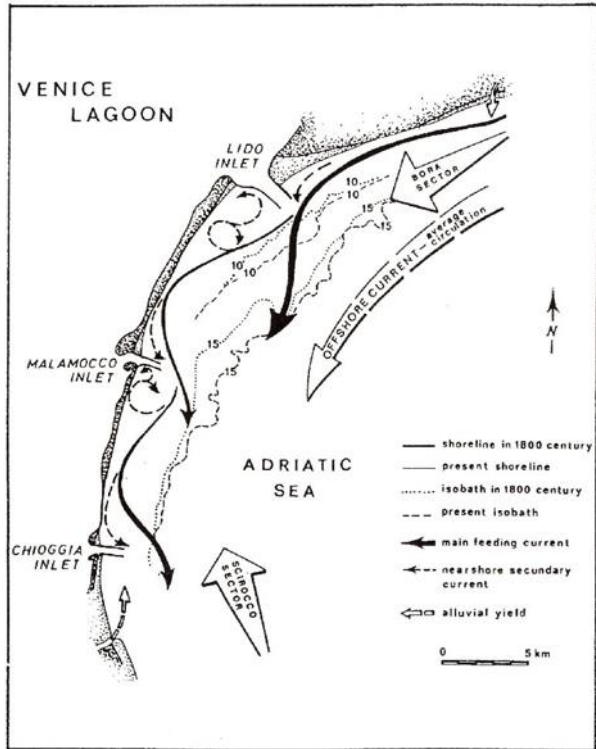 VENICE
LAGOON
LIDO
INLET
BORA
SECTOR
10
10
15
15
OFFSHORE CURRENT - average
circulation
10
10
15
15
N
MALAMOCCO
INLET
ADRIATIC
SEA
CHIOGGIA
INLET
SCIROCCO
SECTOR
shoreline in 1800 century
present shoreline
isobath in 1800 century
present isobath
main feeding current
nearshore secundary
current
alluvial yield
0 5 km